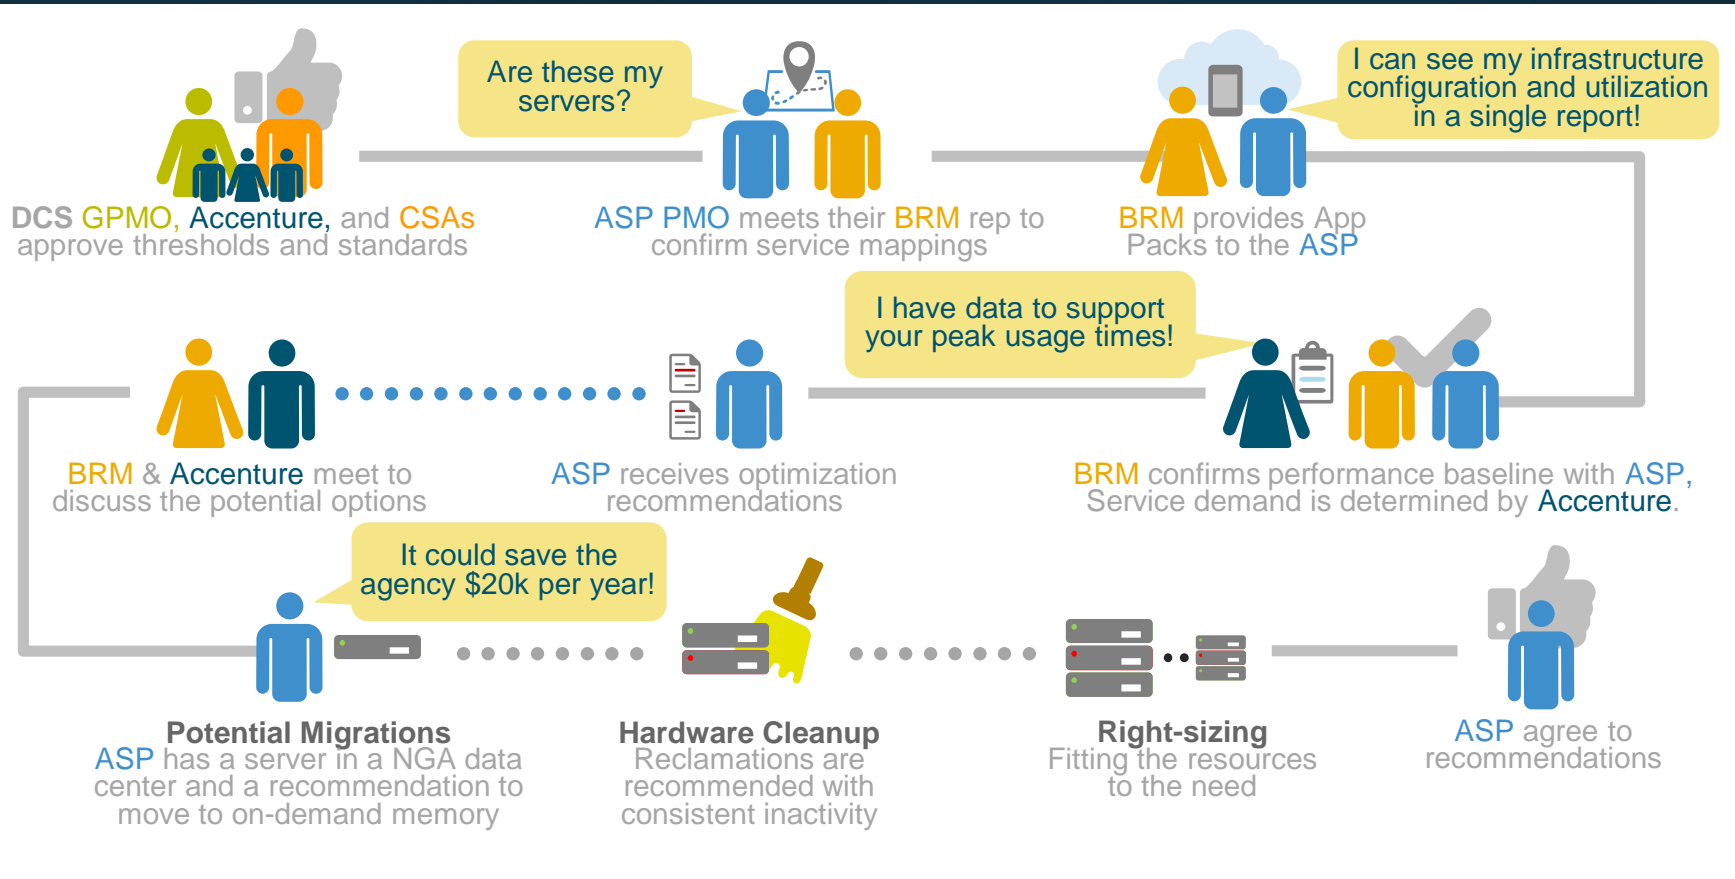 Are these my
servers?
I can see my infrastructure
configuration and utilization
in a single report!
DCS GPMO, Accenture, and CSAs
approve thresholds and standards
ASP PMO meets their BRM rep to
confirm service mappings
BRM provides App
Packs to the ASP
I have data to support
your peak usage times!
BRM & Accenture meet to
discuss the potential options
ASP receives optimization
recommendations
BRM confirms performance baseline with ASP,
Service demand is determined by Accenture.
It could save the
agency $20k per year!
Potential Migrations
ASP has a server in a NGA data
center and a recommendation to
move to on-demand memory
Hardware Cleanup
Reclamations are
recommended with
consistent inactivity
Right-sizing
Fitting the resources
to the need
ASP agree to
recommendations